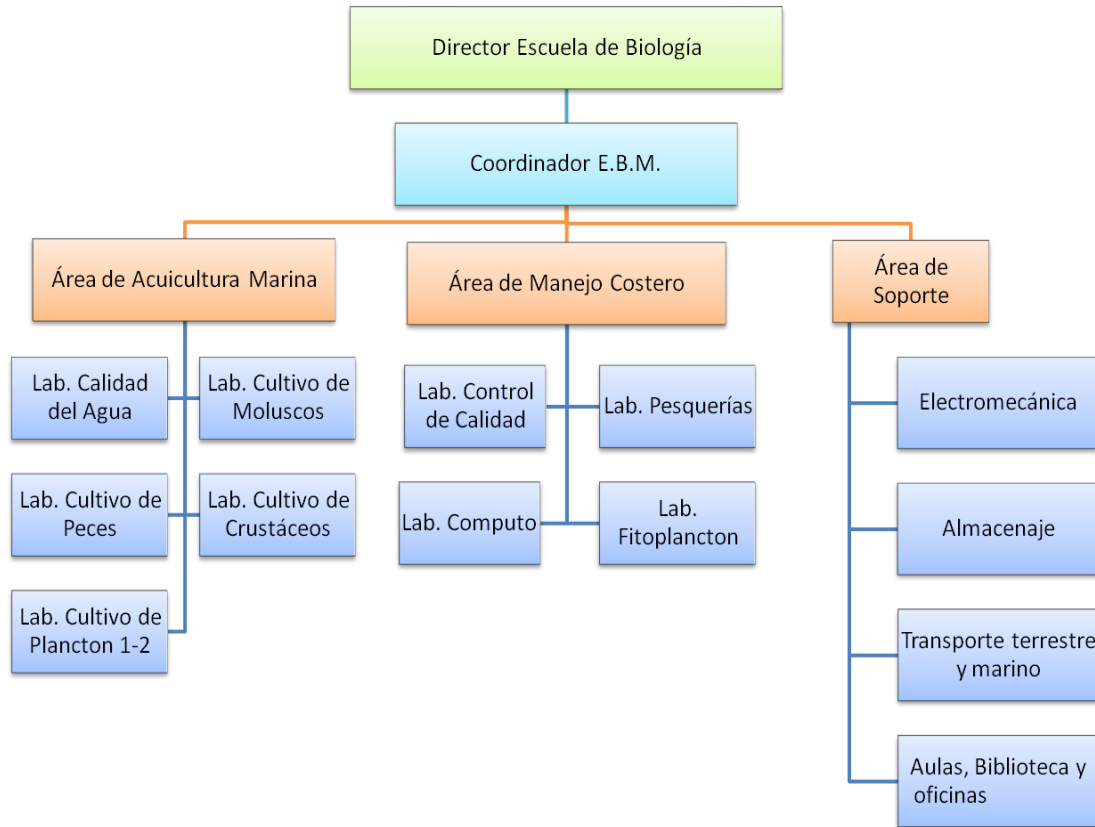 Director Escuela de Biología
Coordinador E.B.M.
Área de Acuicultura Marina
Área de Manejo Costero
Área de
Soporte
Lab. Calidad
del Agua
Lab. Cultivo de
Moluscos
Lab. Cultivo de
Peces
Lab. Cultivo de
Crustáceos
Lab. Cultivo de
Plancton 1-2
Lab. Control
de Calidad
Lab. Pesquerías
Lab. Computo
Lab.
Fitoplancton
Electromecánica
Almacenaje
Transporte terrestre
y marino
Aulas, Biblioteca y
oficinas